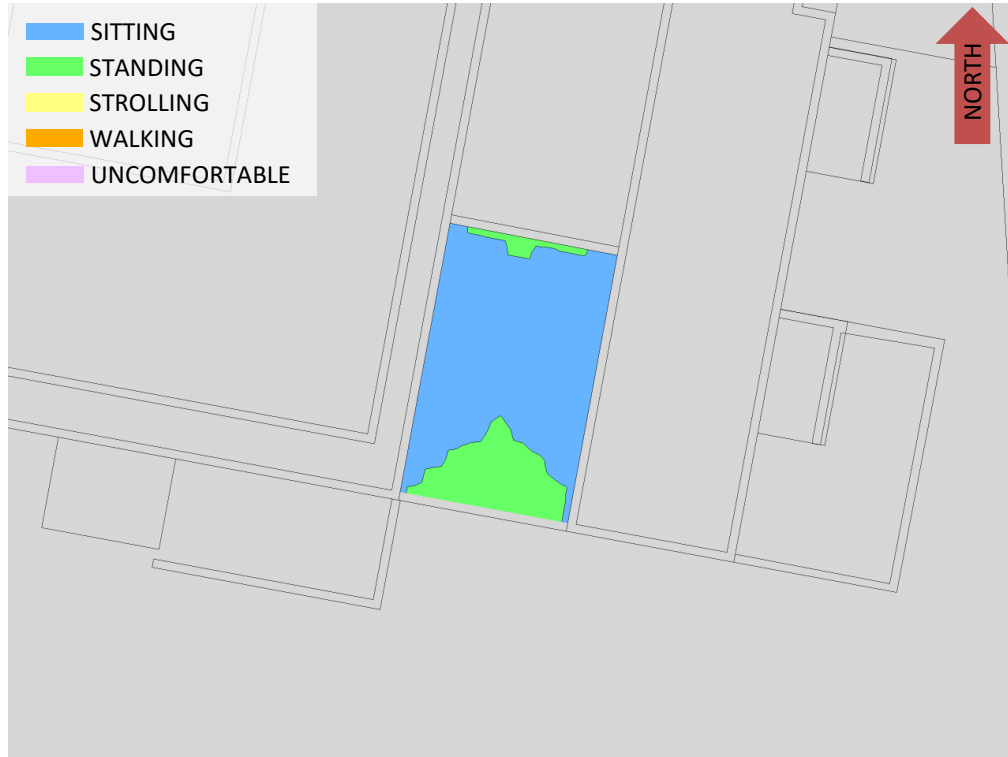 SITTING
STANDING
STROLLING
WALKING
UNCOMFORTABLE
NORTH